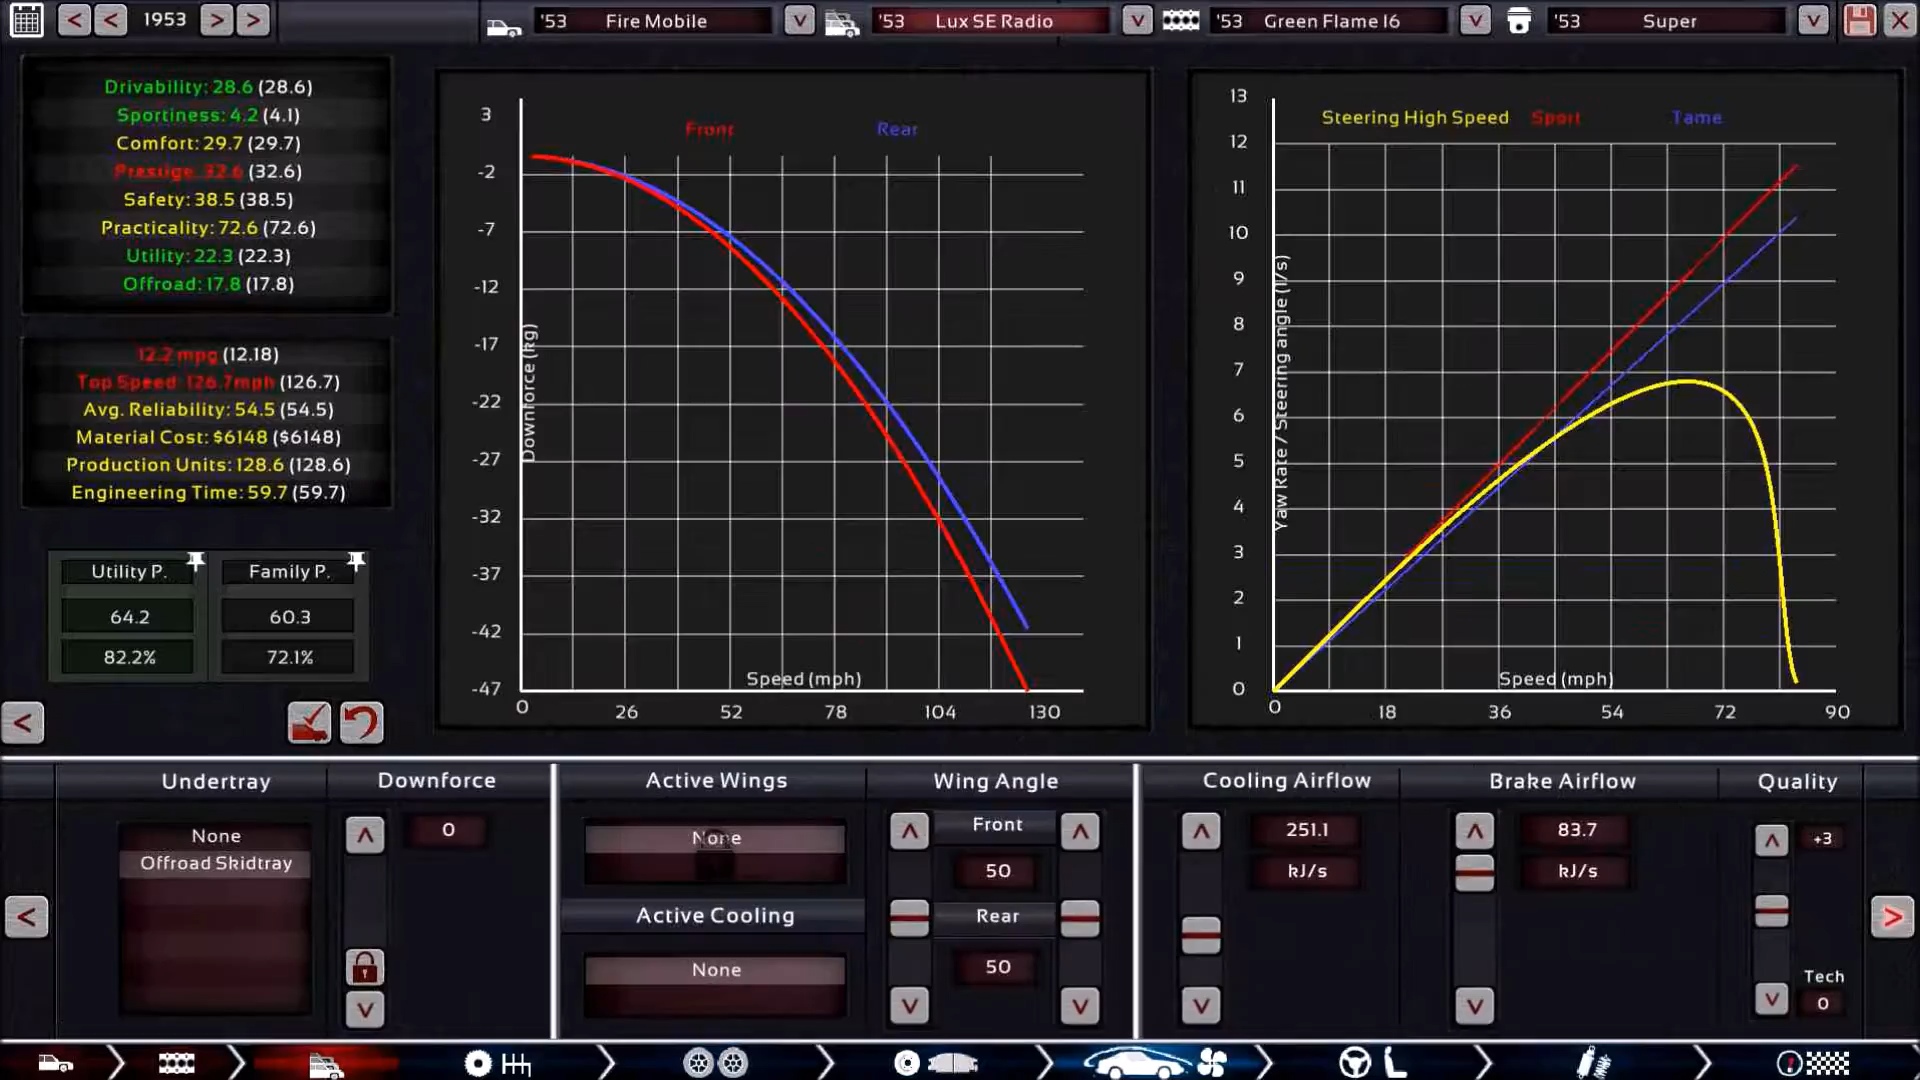 1953
'53 Fire Mobile
'53 Lux SE Radio
'53 Green Flame I6
'53 Super
Drivability: 28.6 (28.6)
Sportiness: 4.2 (4.1)
Comfort: 29.7 (29.7)
Prestige: 32.6 (32.6)
Safety: 38.5 (38.5)
Practicality: 72.6 (72.6)
Utility: 22.3 (22.3)
Offroad: 17.8 (17.8)
12.2 mpg (12.18)
Top Speed: 126.7mph (126.7)
Avg. Reliability: 54.5 (54.5)
Material Cost: $6148 ($6148)
Production Units: 128.6 (128.6)
Engineering Time: 59.7 (59.7)
Utility P. Family P.
64.2 60.3
82.2% 72.1%
Front Rear
3
-2
-7
-12
-17
-22
-27
-32
-37
-42
-47
Downforce (kg)
Speed (mph)
0 26 52 78 104 130
Steering High Speed Sport Tame
13
12
11
10
9
8
7
6
5
4
3
2
1
0
Yaw Rate / Steering angle (1/s)
Speed (mph)
0 18 36 54 72 90
Undertray
None
Offroad Skidtray
Downforce
0
Active Wings
None
Active Cooling
None
Wing Angle
Front
50
Rear
50
Cooling Airflow
251.1
kJ/s
Brake Airflow
83.7
kJ/s
Quality
+3
Tech
0